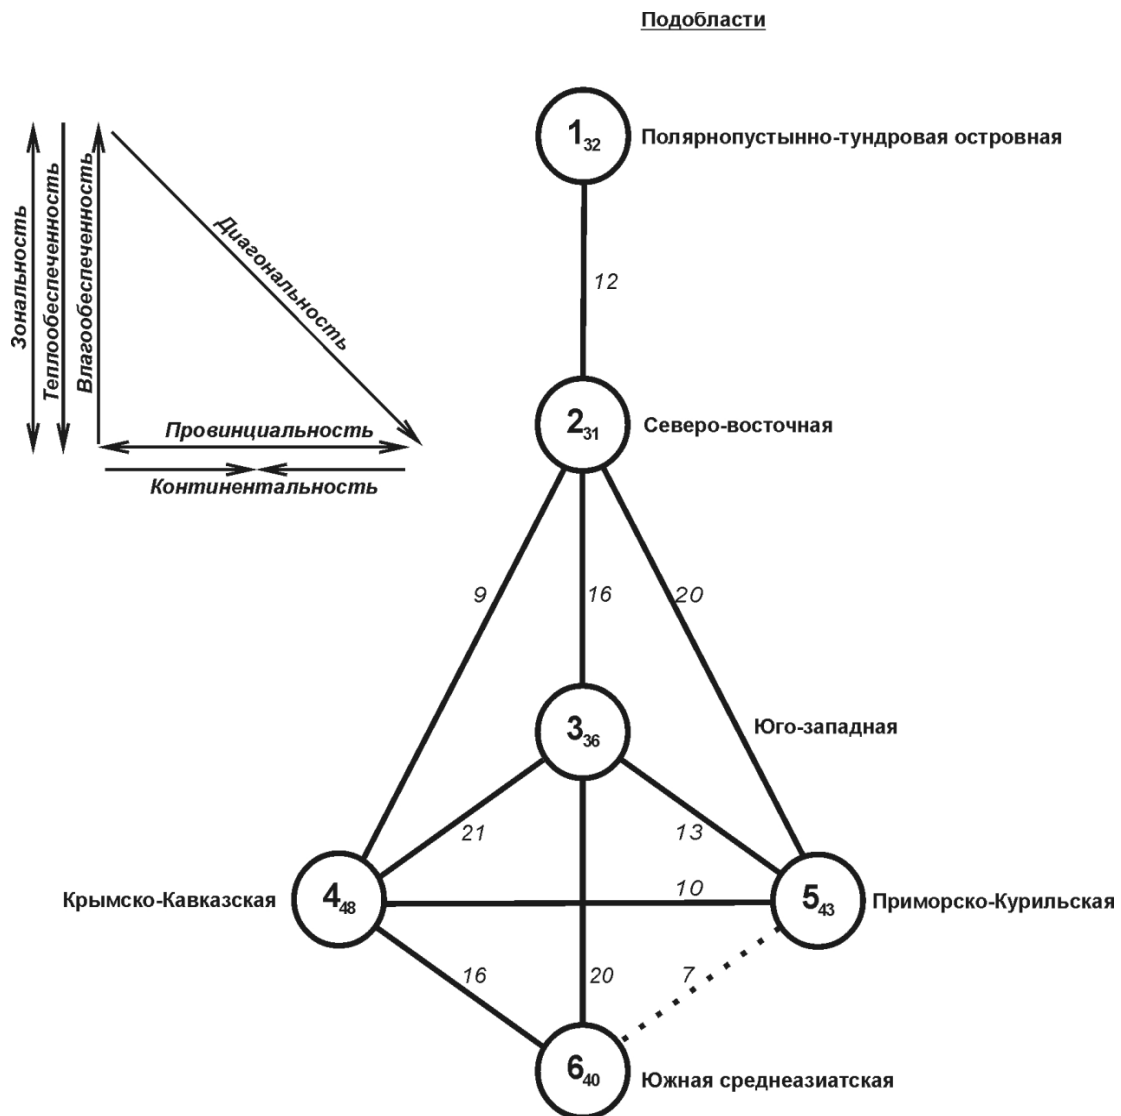 Подобласти
1 32
Полярнопустынно-тундровая островная
Зональность
Теплообеспеченность
Влагообеспеченность
Диагональность
Провинциальность
Континентальность
12
2 31
Северо-восточная
9
16
20
3 36
Юго-западная
21
13
10
Крымско-Кавказская
4 48
5 43
Приморско-Курильская
16
20
7
6 40
Южная среднеазиатская